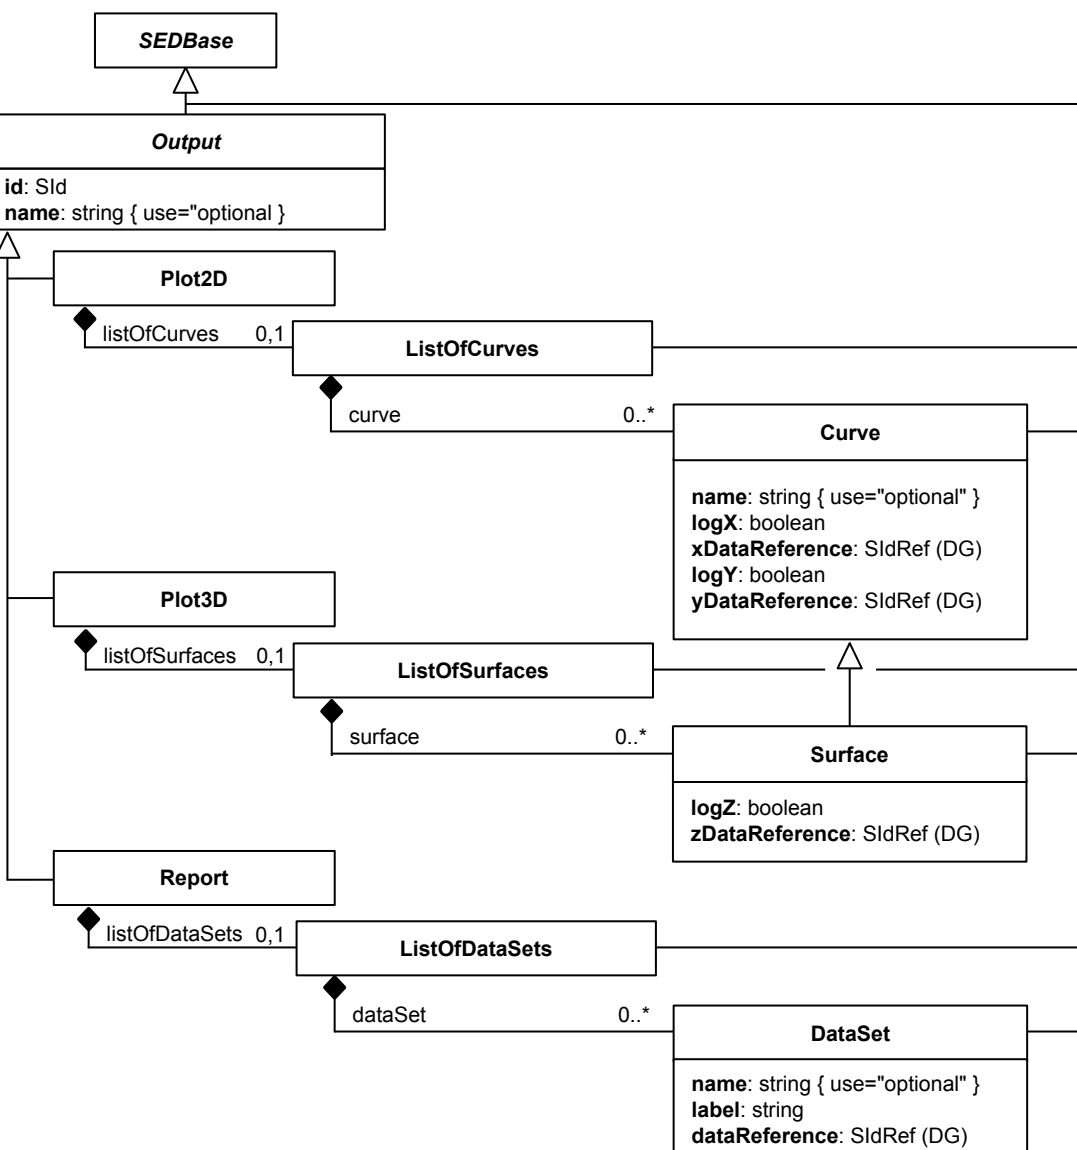 SEDBase
Output
id: SId
name: string { use="optional }
Plot2D
listOfCurves 0,1
ListOfCurves
curve 0..*
Curve
name: string { use="optional" }
logX: boolean
xDataReference: SIdRef (DG)
logY: boolean
yDataReference: SIdRef (DG)
Plot3D
listOfSurfaces 0,1
ListOfSurfaces
surface 0..*
Surface
logZ: boolean
zDataReference: SIdRef (DG)
Report
listOfDataSets 0,1
ListOfDataSets
dataSet 0..*
DataSet
name: string { use="optional" }
label: string
dataReference: SIdRef (DG)